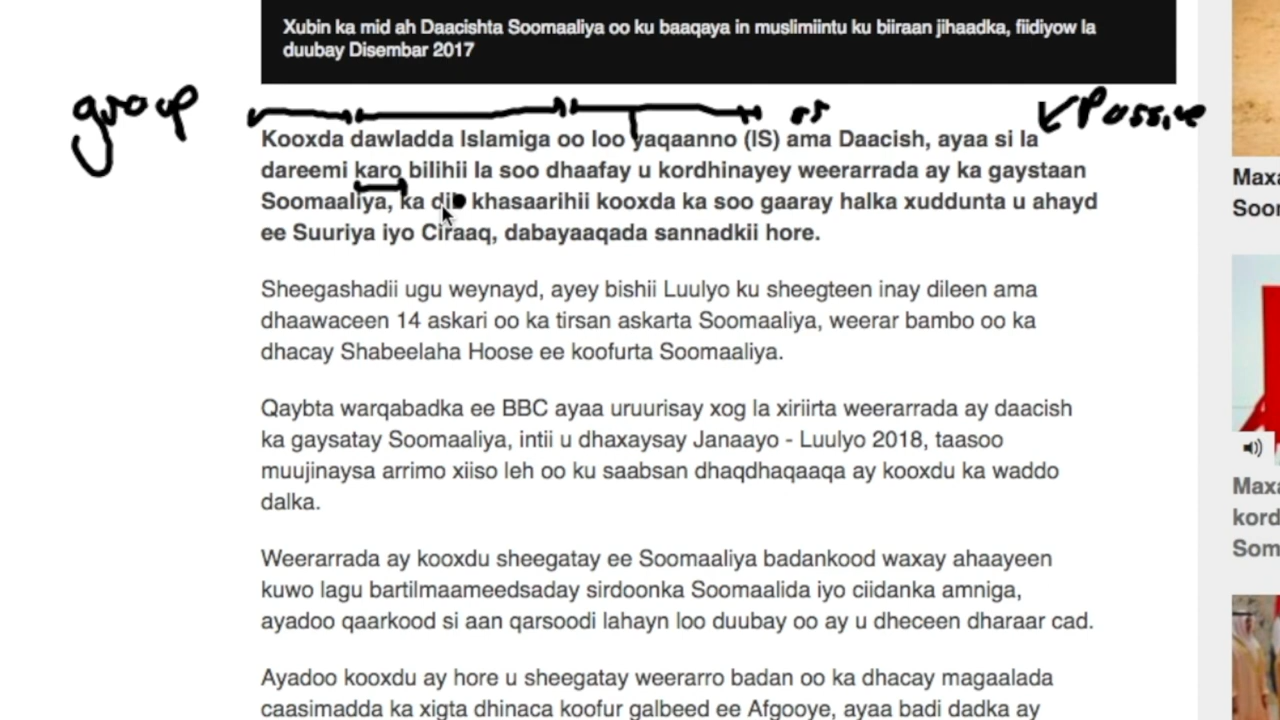 Xubin ka mid ah Daacishta Soomaaliya oo ku baaqaya in muslimiintu ku biiraan jihaadka, fiidiyow la
duubay Disembar 2017
group
or
Passive
Kooxda dawladda Islamiga oo loo yaqaanno (IS) ama Daacish, ayaa si la
dareemi karo bilihii la soo dhaafay u kordhinayey weerarrada ay ka gaystaan
Soomaaliya, ka khasaarihii kooxda ka soo gaaray halka xuddunta u ahayd
ee Suuriya iyo Ciraaq, dabayaaqada sannadkii hore.
Sheegashadii ugu weynayd, ayey bishii Luulyo ku sheegteen inay dileen ama
dhaawaceen 14 askari oo ka tirsan askarta Soomaaliya, weerar bambo oo ka
dhacay Shabeelaha Hoose ee koofurta Soomaaliya.
Qaybta warqabadka ee BBC ayaa uruurisay xog la xiriirta weerarrada ay daacish
ka gaysatay Soomaaliya, intii u dhaxaysay Janaayo - Luulyo 2018, taasoo
muujinaysa arrimo xiiso leh oo ku saabsan dhaqdhaqaaqa ay kooxdu ka waddo
dalka.
Weerarrada ay kooxdu sheegatay ee Soomaaliya badankood waxay ahaayeen
kuwo lagu bartilmaameedsaday sirdoonka Soomaalida iyo ciidanka amniga,
ayadoo qaarkood si aan qarsoodi lahayn loo duubay oo ay u dheceen dharaar cad.
Ayadoo kooxdu ay hore u sheegatay weerarro badan oo ka dhacay magaalada
caasimadda ka xigta dhinaca koofur galbeed ee Afgooye, ayaa badi dadka ay
Maxa
Soor
Maxa
kord
Som